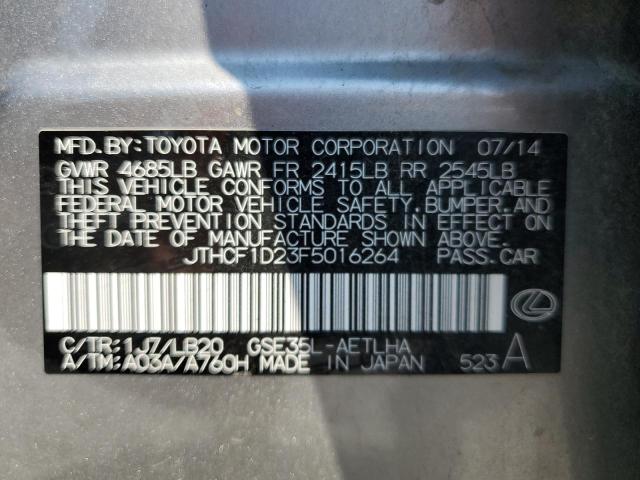 MFD.BY:TOYOTA MOTOR CORPORATION 07/14
GVWR 4685LB GAWR FR 2415LB RR 2545LB
THIS VEHICLE CONFORMS TO ALL APPLICABLE
FEDERAL MOTOR VEHICLE SAFETY,BUMPER,AND
THEFT PREVENTION STANDARDS IN EFFECT ON
THE DATE OF MANUFACTURE SHOWN ABOVE.
JTHCF1D23F5016264 PASS.CAR
C/TR:1J7/LB20 GSE35L-AETLHA
A/TM:A03A/A760H MADE IN JAPAN 523 A